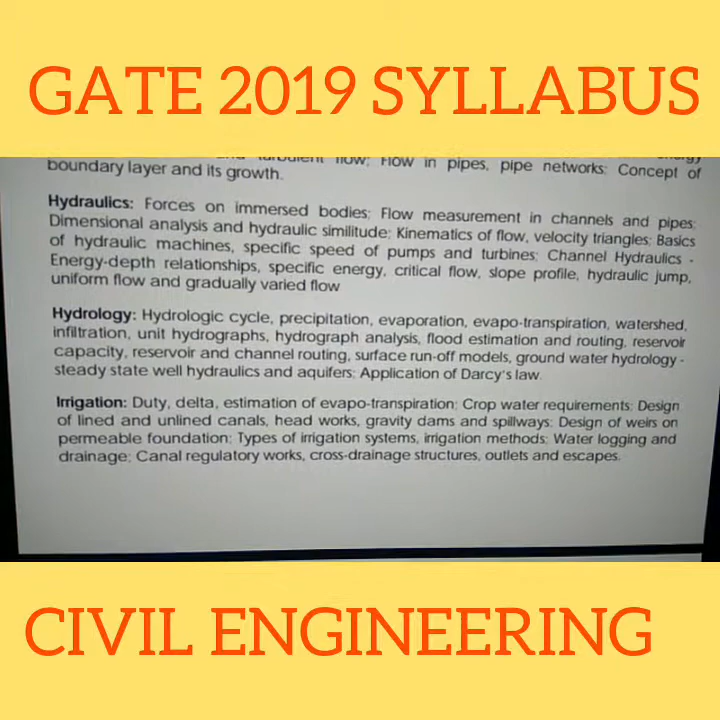 GATE 2019 SYLLABUS
and turbulent flow; Flow in pipes, pipe networks; Concept of
boundary layer and its growth.
Hydraulics: Forces on immersed bodies; Flow measurement in channels and pipes;
Dimensional analysis and hydraulic similitude; Kinematics of flow, velocity triangles; Basics
of hydraulic machines, specific speed of pumps and turbines; Channel Hydraulics -
Energy-depth relationships, specific energy, critical flow, slope profile, hydraulic jump,
uniform flow and gradually varied flow
Hydrology: Hydrologic cycle, precipitation, evaporation, evapo-transpiration, watershed,
infiltration, unit hydrographs, hydrograph analysis, flood estimation and routing, reservoir
capacity, reservoir and channel routing, surface run-off models, ground water hydrology -
steady state well hydraulics and aquifers; Application of Darcy's law.
Irrigation: Duty, delta, estimation of evapo-transpiration; Crop water requirements; Design
of lined and unlined canals, head works, gravity dams and spillways; Design of weirs on
permeable foundation; Types of irrigation systems, irrigation methods; Water logging and
drainage; Canal regulatory works, cross-drainage structures, outlets and escapes.
CIVIL ENGINEERING